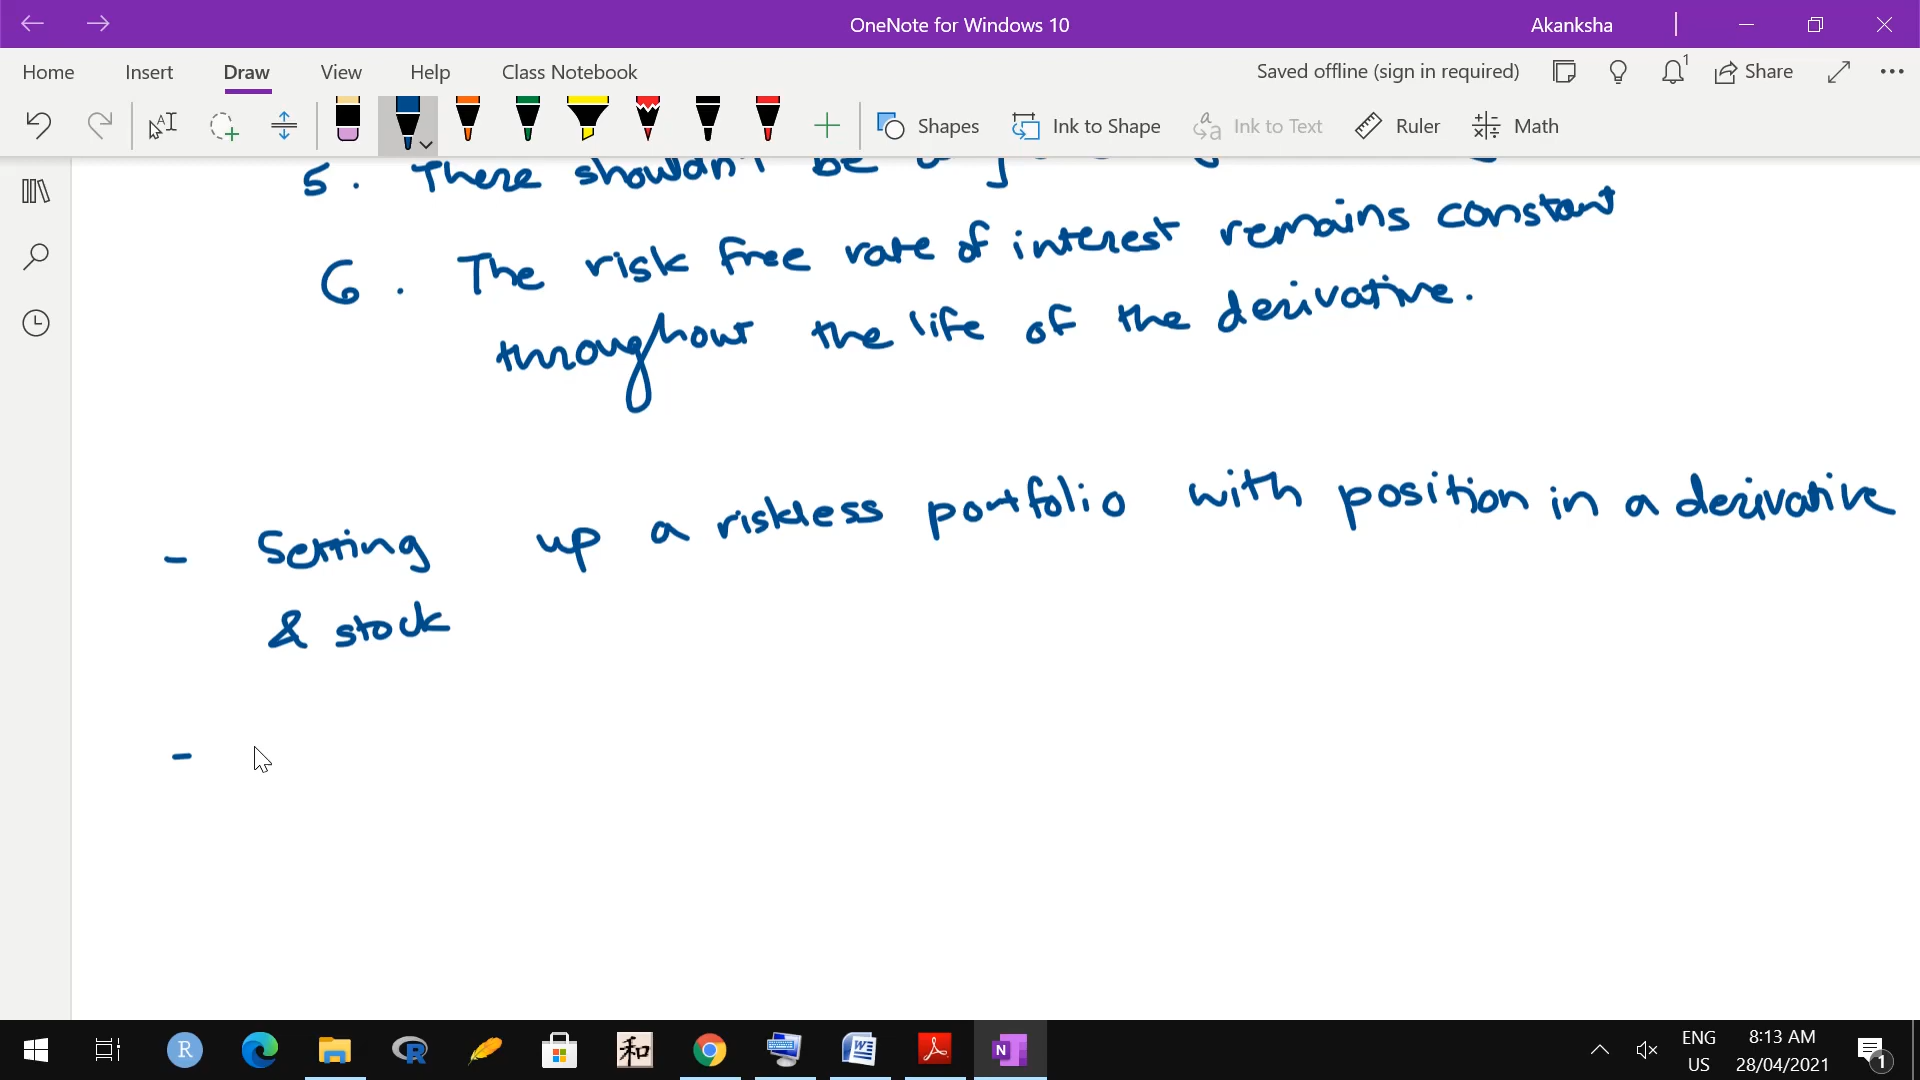 OneNote for Windows 10
Akanksha
Home Insert Draw View Help Class Notebook
Saved offline (sign in required) 1 Share
Shapes Ink to Shape Ink to Text Ruler Math
5. There shouldn't be
6. The risk free rate of interest remains constant
throughout the life of the derivative.
- Setting up a riskless portfolio with position in a derivative
& stock
-
ENG 8:13 AM
US 28/04/2021 1